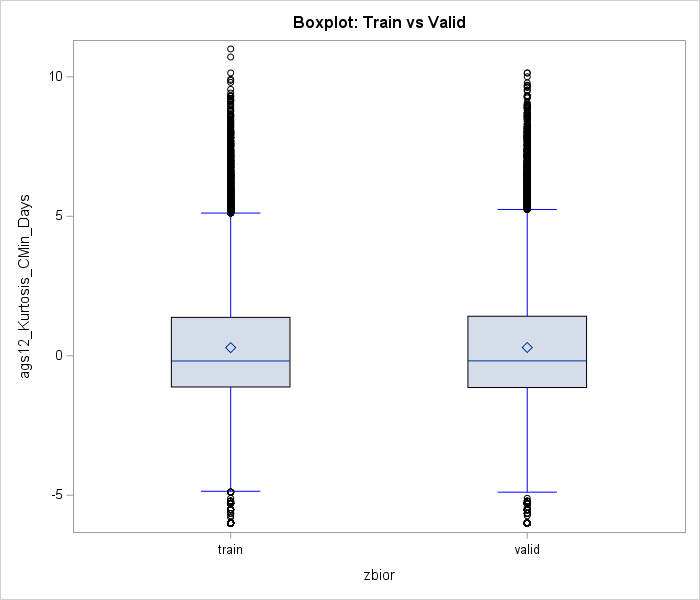 Boxplot: Train vs Valid
ags12_Kurtosis_CMin_Days
10
5
0
-5
train
valid
zbior